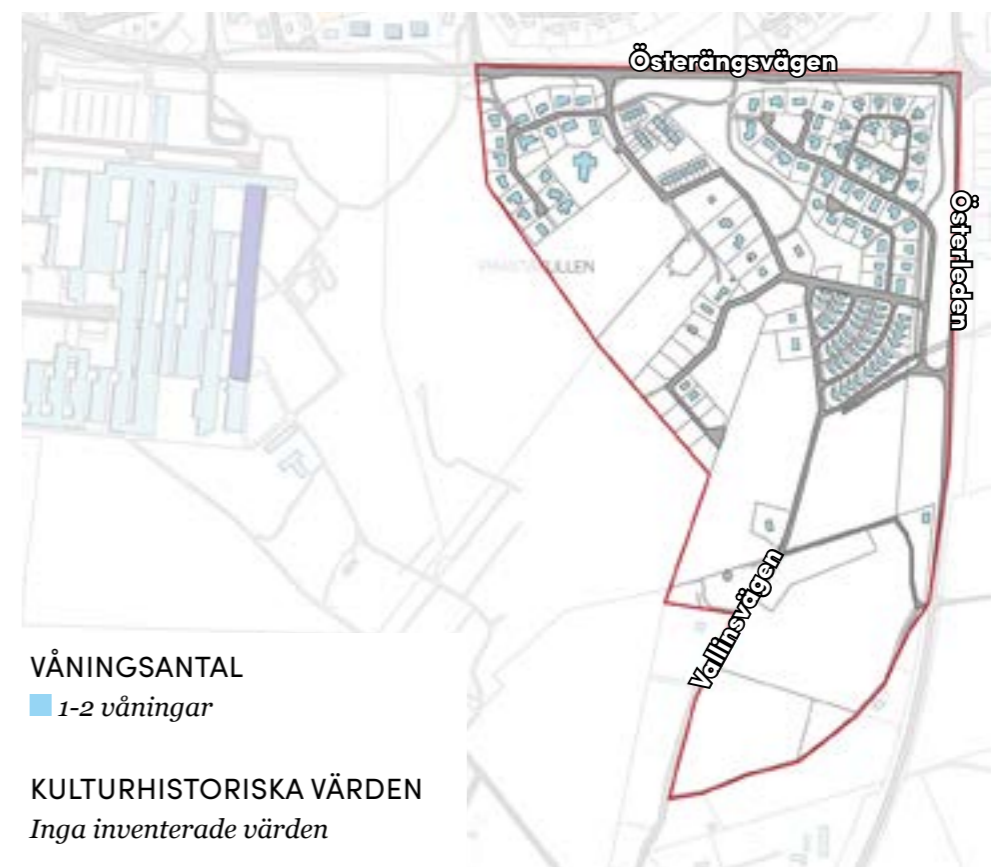 Österängsvägen
Österleden
Vallinsvägen
VÅNINGSANTAL
1-2 våningar
KULTURHISTORISKA VÄRDEN
Inga inventerade värden